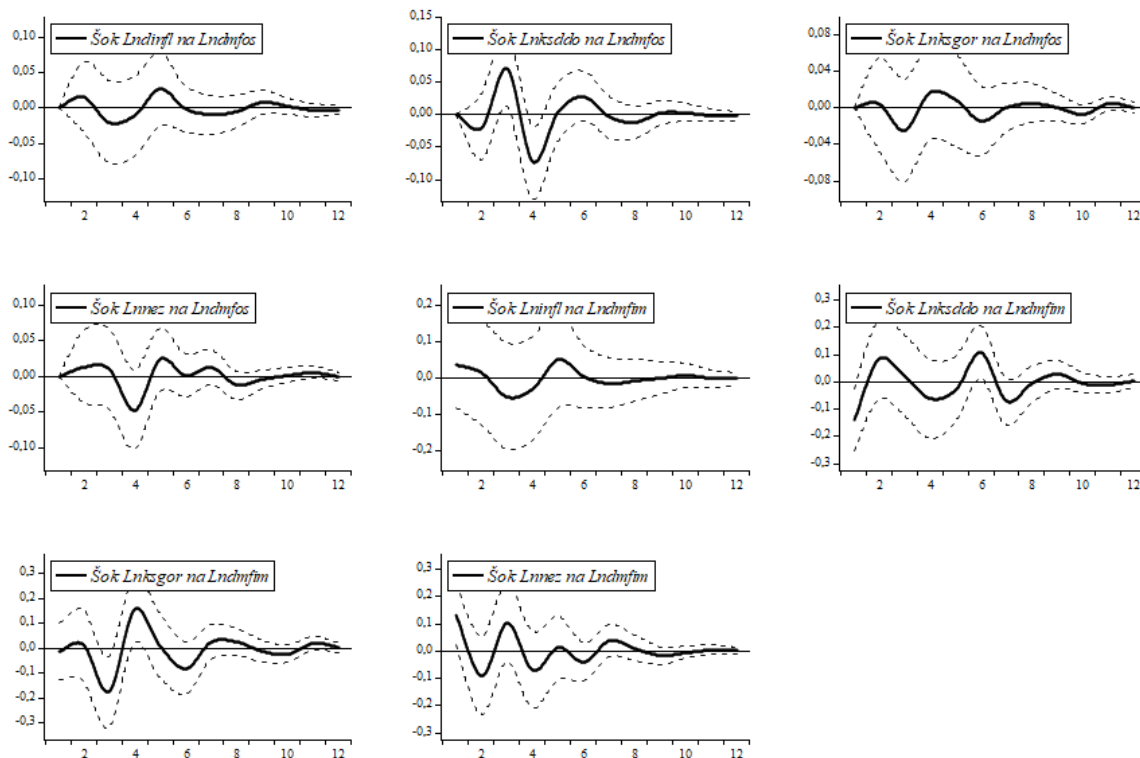 Šok Lndinfl na Lndmfos
0,10
0,05
0,00
-0,05
-0,10
2 4 6 8 10 12
Šok Lnksddo na Lndmfos
0,15
0,10
0,05
0,00
-0,05
-0,10
2 4 6 8 10 12
Šok Lnksgor na Lndmfos
0,08
0,04
0,00
-0,04
-0,08
2 4 6 8 10 12
Šok Lnnez na Lndmfos
0,10
0,05
0,00
-0,05
-0,10
2 4 6 8 10 12
Šok Lninfl na Lndmfim
0,2
0,1
0,0
-0,1
-0,2
2 4 6 8 10 12
Šok Lnksddo na Lndmfim
0,3
0,2
0,1
0,0
-0,1
-0,2
-0,3
2 4 6 8 10 12
Šok Lnksgor na Lndmfim
0,3
0,2
0,1
0,0
-0,1
-0,2
-0,3
2 4 6 8 10 12
Šok Lnnez na Lndmfim
0,3
0,2
0,1
0,0
-0,1
-0,2
-0,3
2 4 6 8 10 12